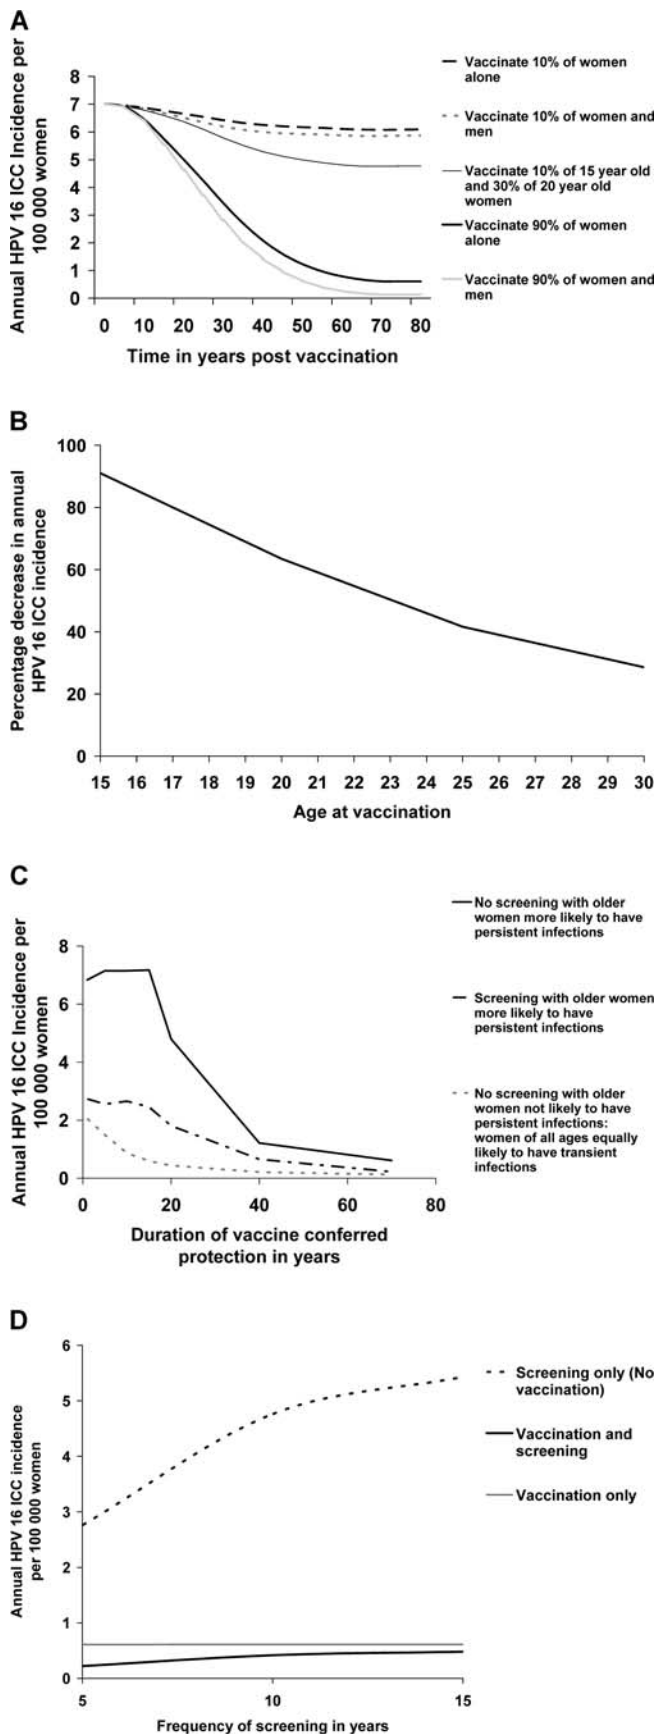 A
Annual HPV 16 ICC Incidence per
100 000 women
8
7
6
5
4
3
2
1
0
0 10 20 30 40 50 60 70 80
Time in years post vaccination
Vaccinate 10% of women
alone
Vaccinate 10% of women and
men
Vaccinate 10% of 15 year old
and 30% of 20 year old
women
Vaccinate 90% of women
alone
Vaccinate 90% of women and
men
B
Percentage decrease in annual
HPV 16 ICC incidence
100
80
60
40
20
0
15 16 17 18 19 20 21 22 23 24 25 26 27 28 29 30
Age at vaccination
C
Annual HPV 16 ICC Incidence per
100 000 women
8
6
4
2
0
0 20 40 60 80
Duration of vaccine conferred
protection in years
No screening with older
women more likely to have
persistent infections
Screening with older women
more likely to have
persistent infections
No screening with older
women not likely to have
persistent infections:
women of all ages equally
likely to have transient
infections
D
Annual HPV 16 ICC incidence
per 100 000 women
6
5
4
3
2
1
0
5 10 15
Frequency of screening in years
Screening only (No
vaccination)
Vaccination and
screening
Vaccination only